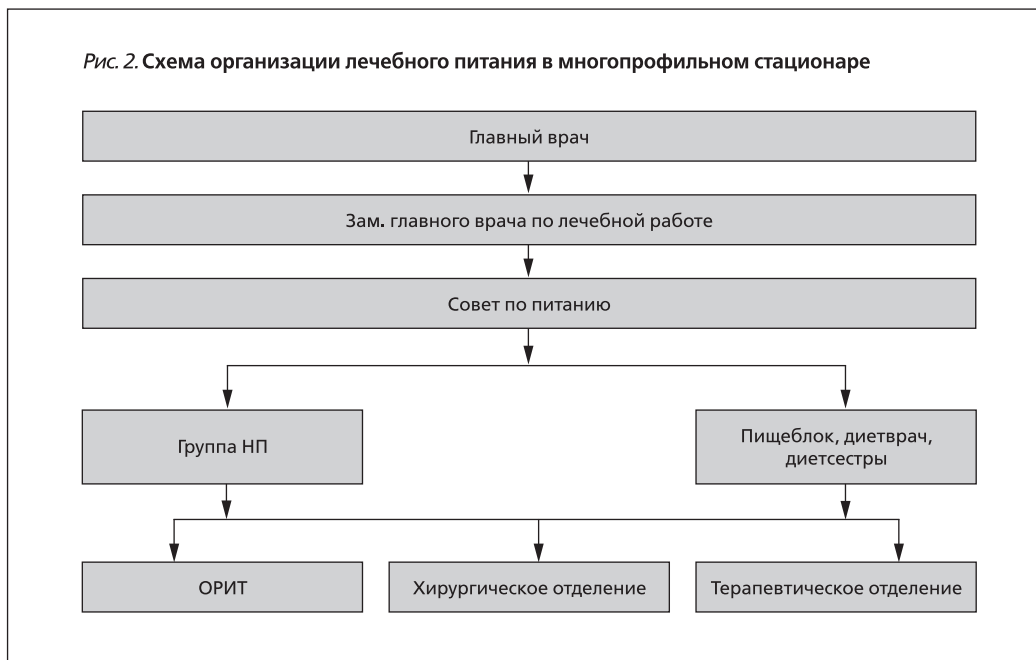 Рис. 2. Схема организации лечебного питания в многопрофильном стационаре
Главный врач
Зам. главного врача по лечебной работе
Совет по питанию
Группа НП
Пищеблок, диетврач,
диетсестры
ОРИТ
Хирургическое отделение
Терапевтическое отделение